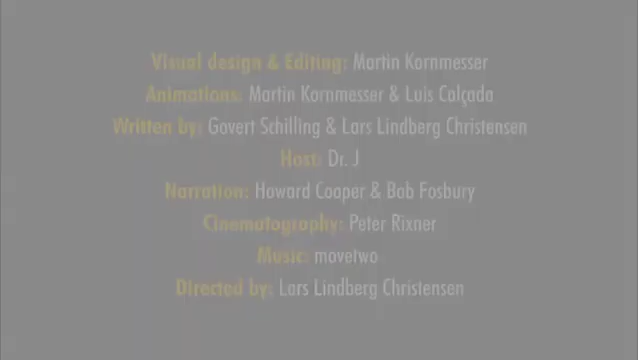 Visual design & Editing: Martin Kornmesser
Animations: Martin Kornmesser & Luis Calçada
Written by: Govert Schilling & Lars Lindberg Christensen
Host: Dr. J
Narration: Howard Cooper & Bob Fosbury
Cinematography: Peter Rixner
Music: movetwo
Directed by: Lars Lindberg Christensen